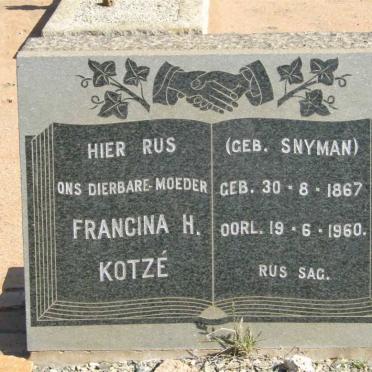 HIER RUS
ONS DIERBARE-MOEDER
FRANCINA H.
KOTZÉ
(GEB. SNYMAN)
GEB. 30-8-1867
OORL. 19-6-1960.
RUS SAG.